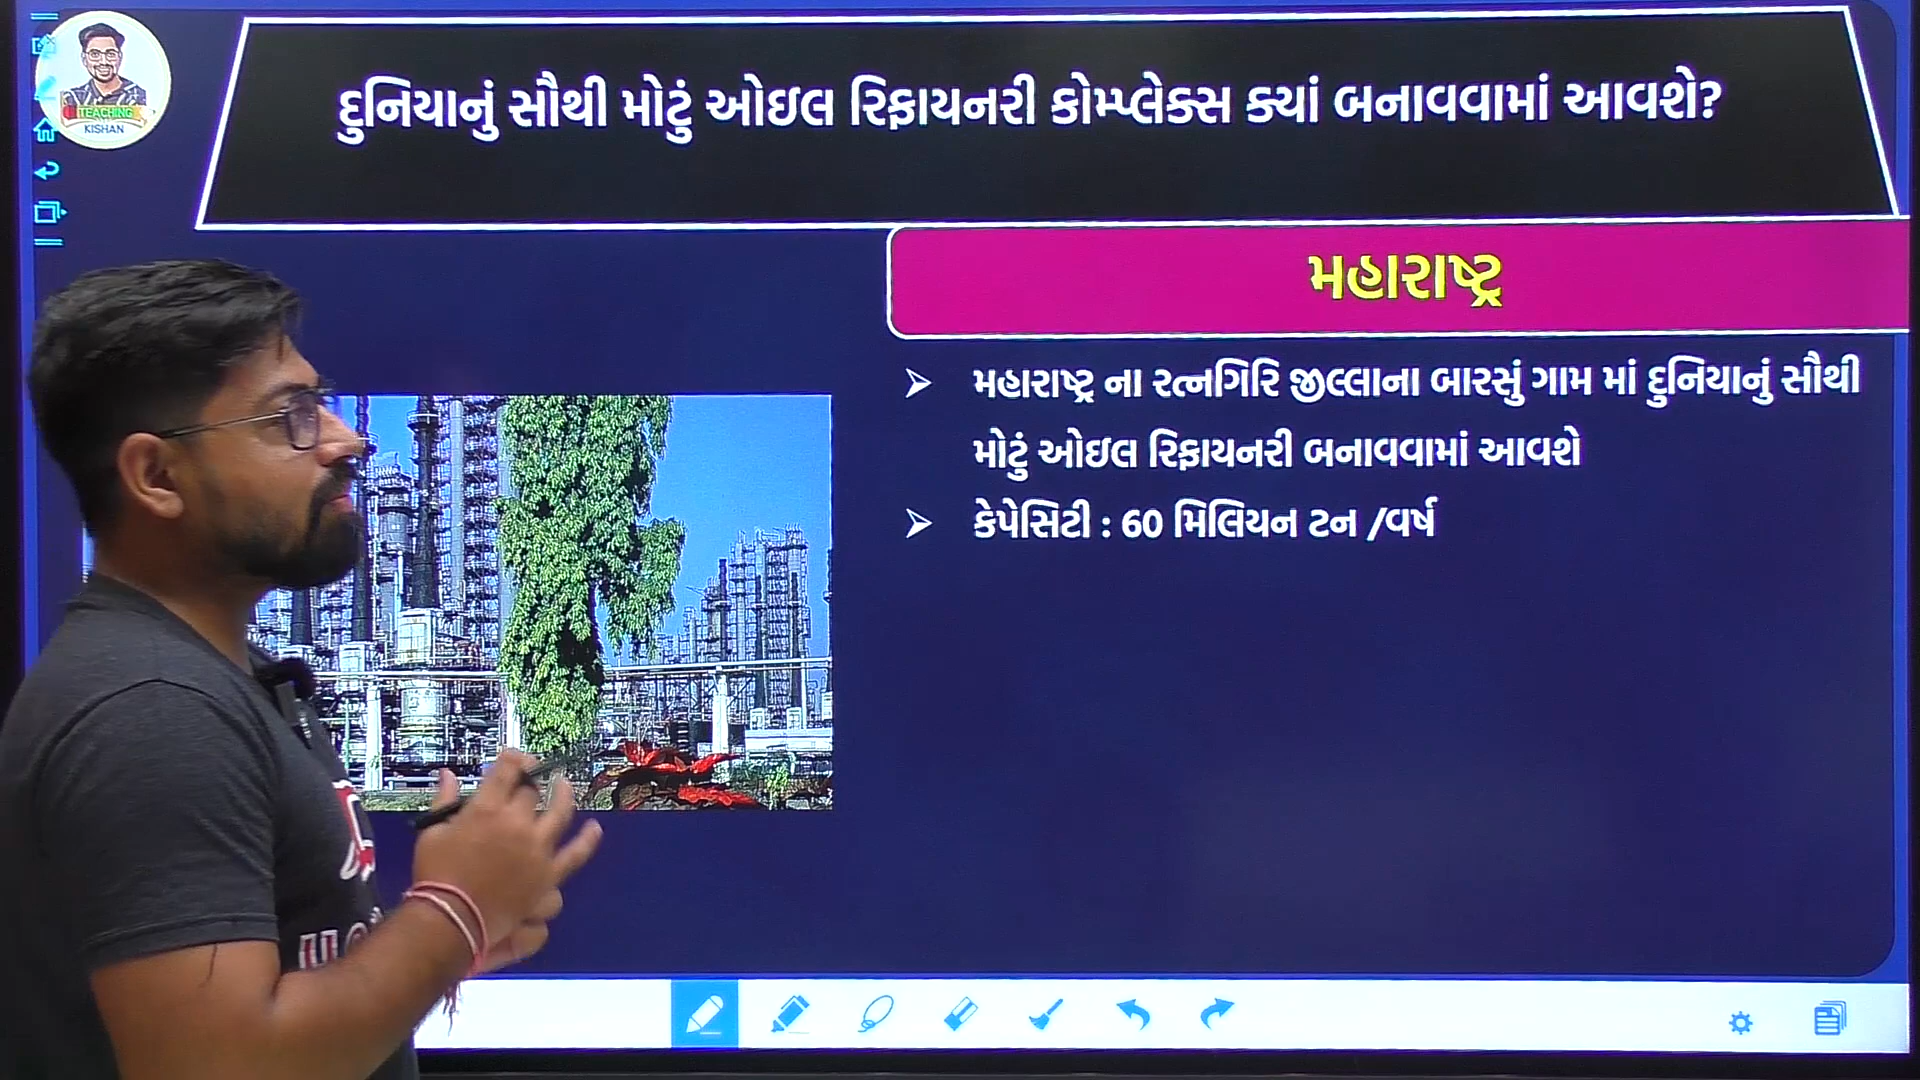 TEACHING
KISHAN
દુનિયાનું સૌથી મોટું ઓઇલ રિફાયનરી કોમ્પ્લેક્સ ક્યાં બનાવવામાં આવશે?
મહારાષ્ટ્ર
મહારાષ્ટ્ર ના રત્નગિરિ જીલ્લાના બારસું ગામ માં દુનિયાનું સૌથી
મોટું ઓઇલ રિફાયનરી બનાવવામાં આવશે
કેપેસિટી : 60 મિલિયન ટન /વર્ષ